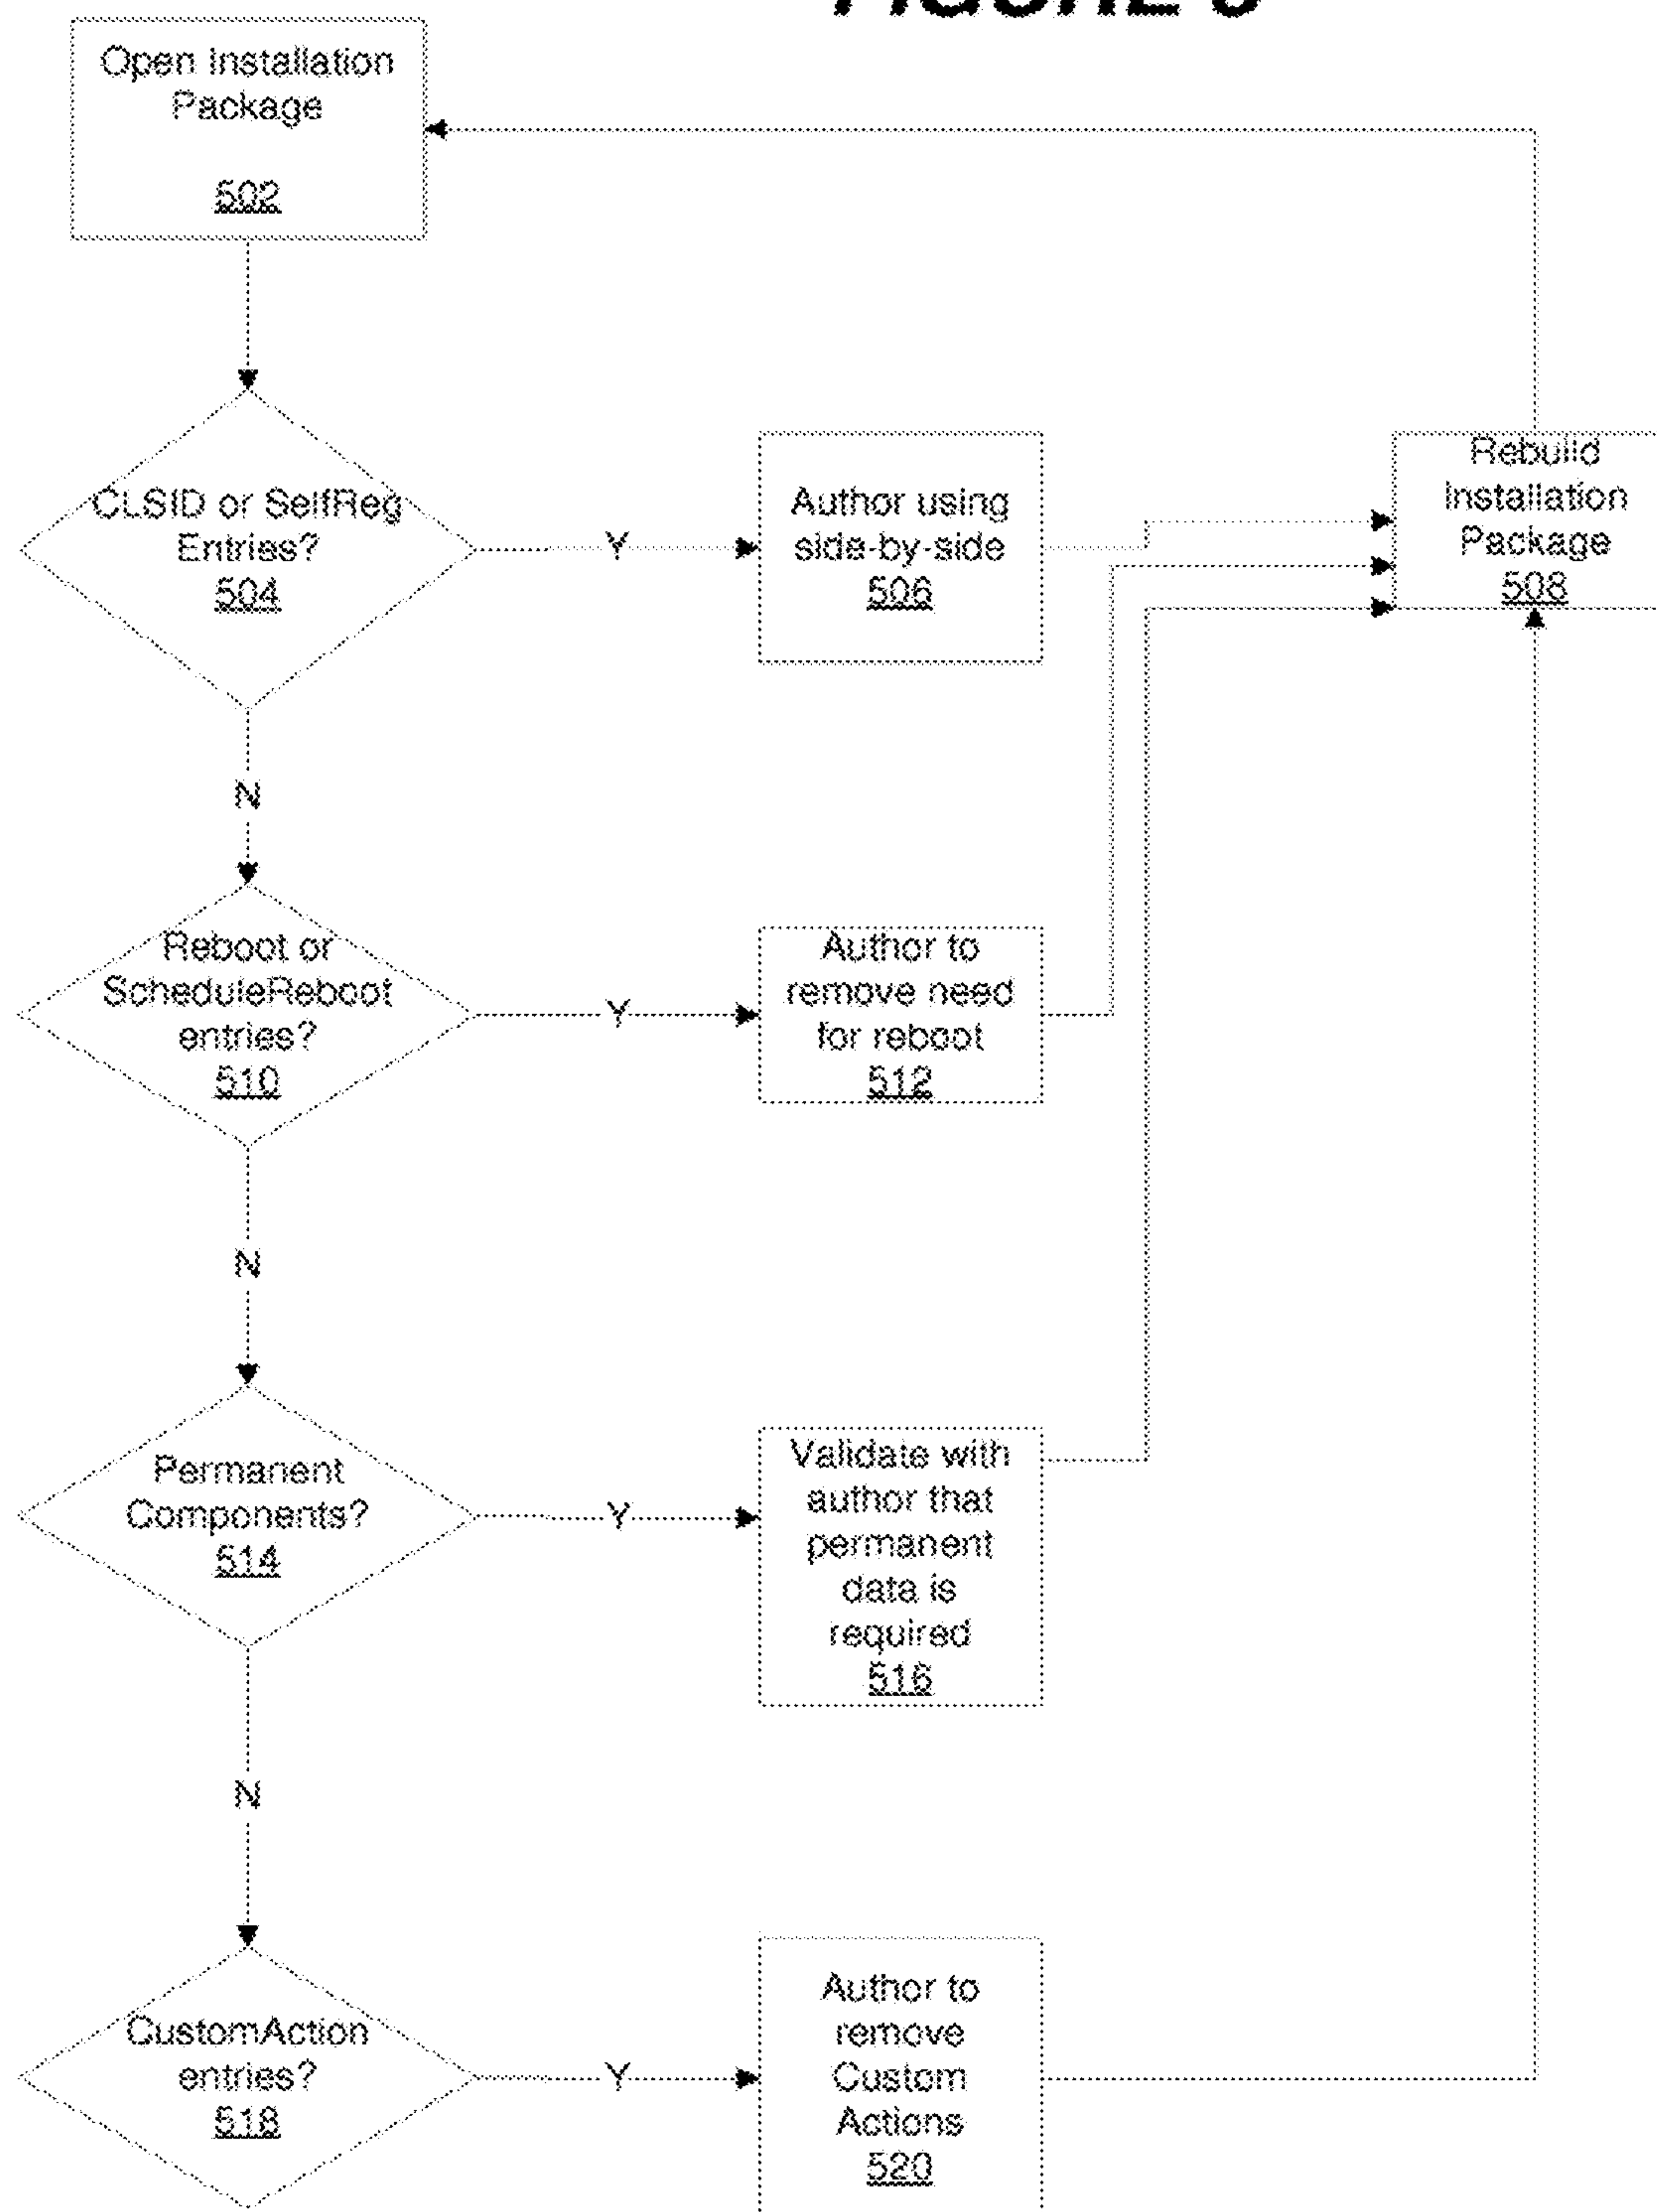 Open Installation
Package
502
CLSID or SelfReg
Entries?
504
Y
Author using
side-by-side
506
Rebuild
Installation
Package
508
N
Reboot or
ScheduleReboot
entries?
510
Y
Author to
remove need
for reboot
512
N
Permanent
Components?
514
Y
Validate with
author that
permanent
data is
required
516
N
CustomAction
entries?
518
Y
Author to
remove
Custom
Actions
520